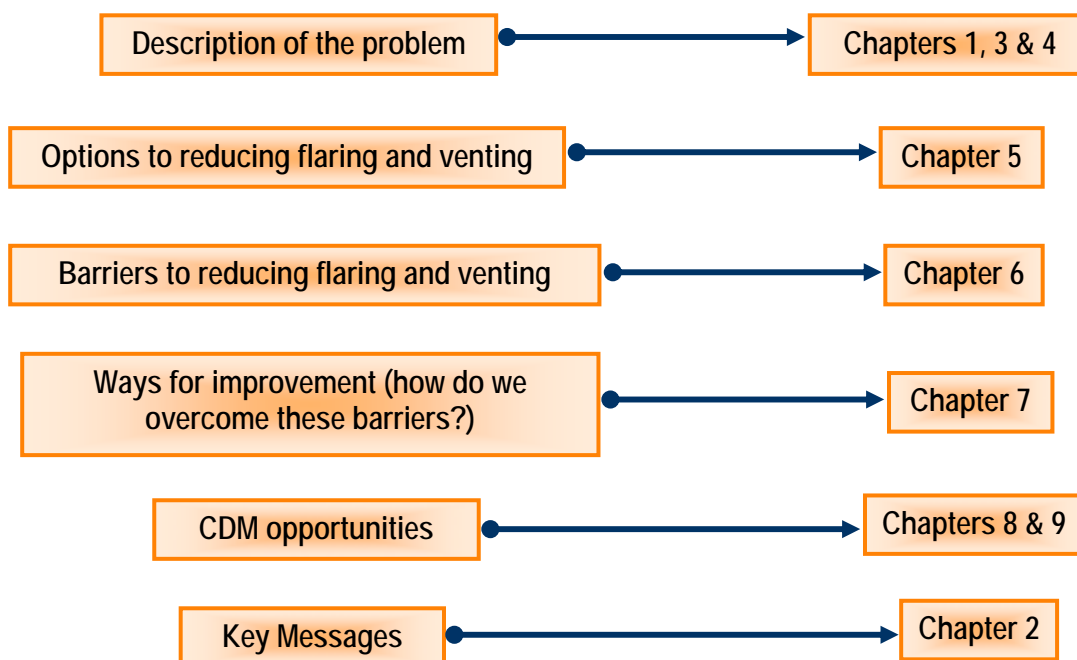 Description of the problem
Chapters 1, 3 & 4
Options to reducing flaring and venting
Chapter 5
Barriers to reducing flaring and venting
Chapter 6
Ways for improvement (how do we
overcome these barriers?)
Chapter 7
CDM opportunities
Chapters 8 & 9
Key Messages
Chapter 2